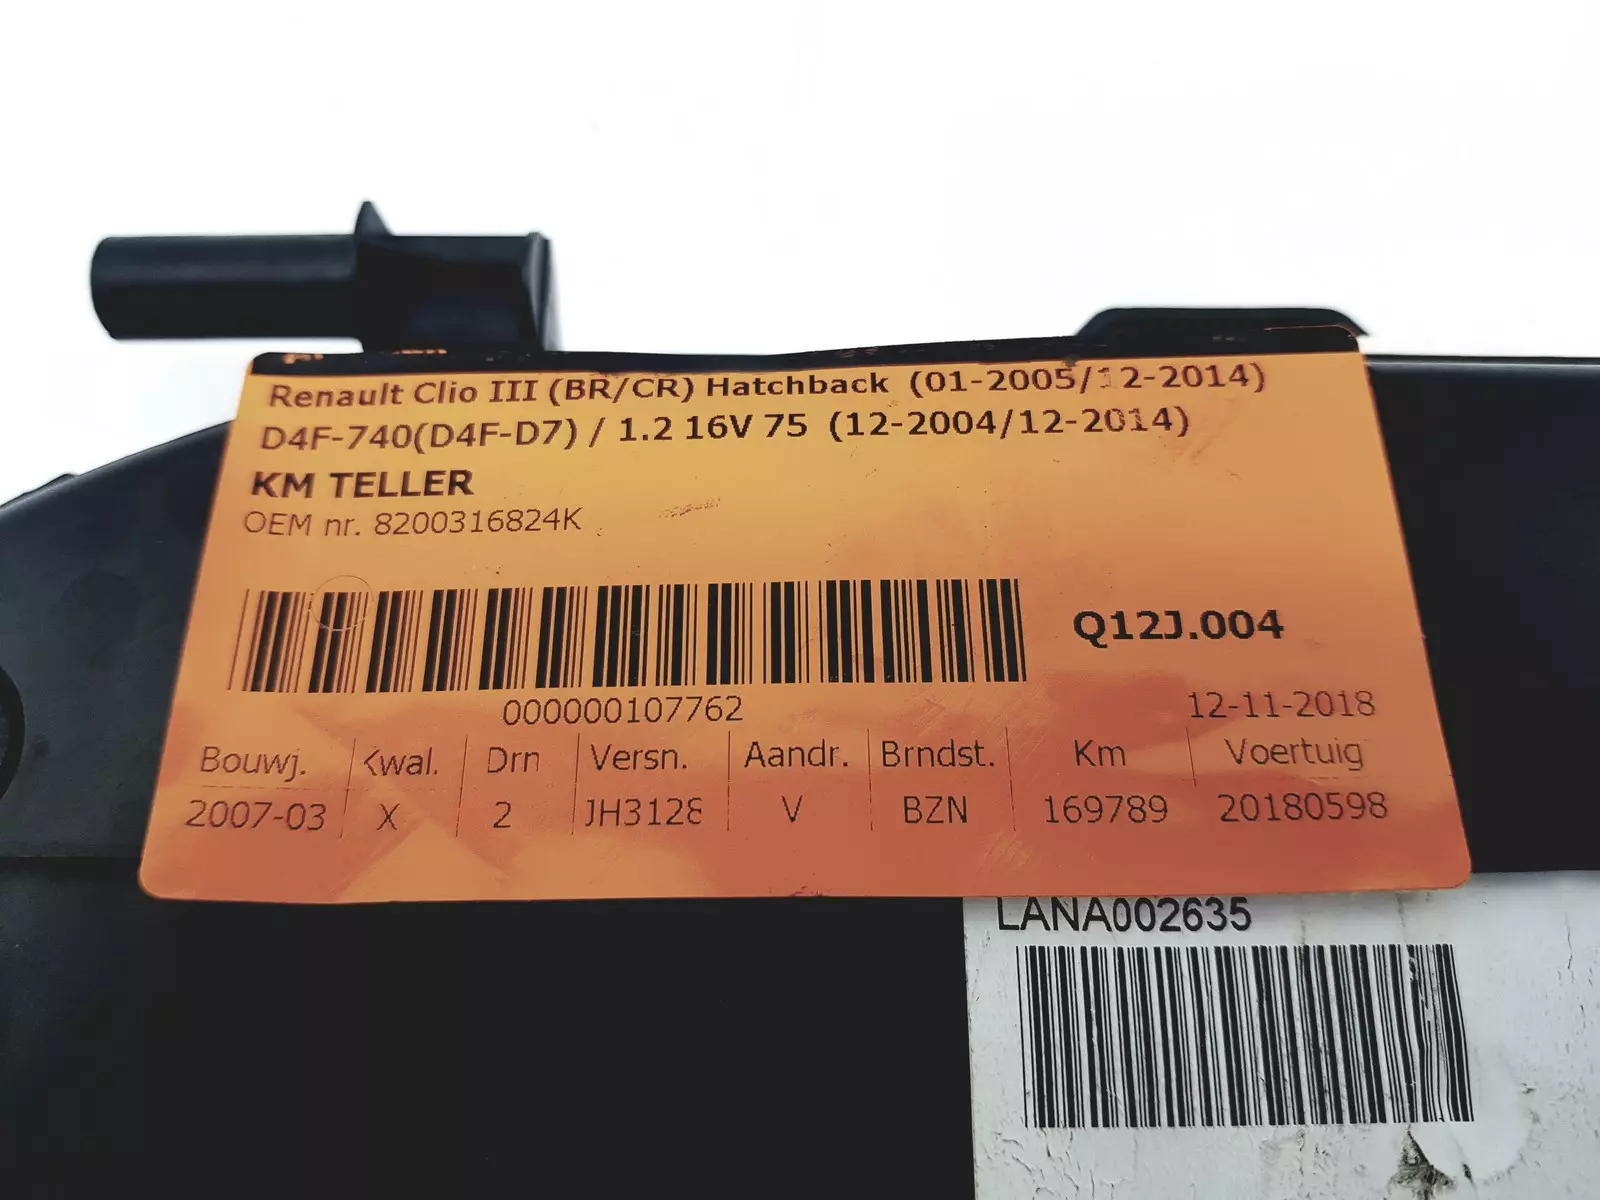 Renault Clio III (BR/CR) Hatchback (01-2005/12-2014)
D4F-740(D4F-D7) / 1.2 16V 75 (12-2004/12-2014)
KM TELLER
OEM nr. 8200316824K
Q12J.004
000000107762
12-11-2018
Bouwj. Kwal. Drn Versn. Aandr. Brndst. Km Voertuig
2007-03 X 2 JH3128 V BZN 169789 20180598
LANA002635